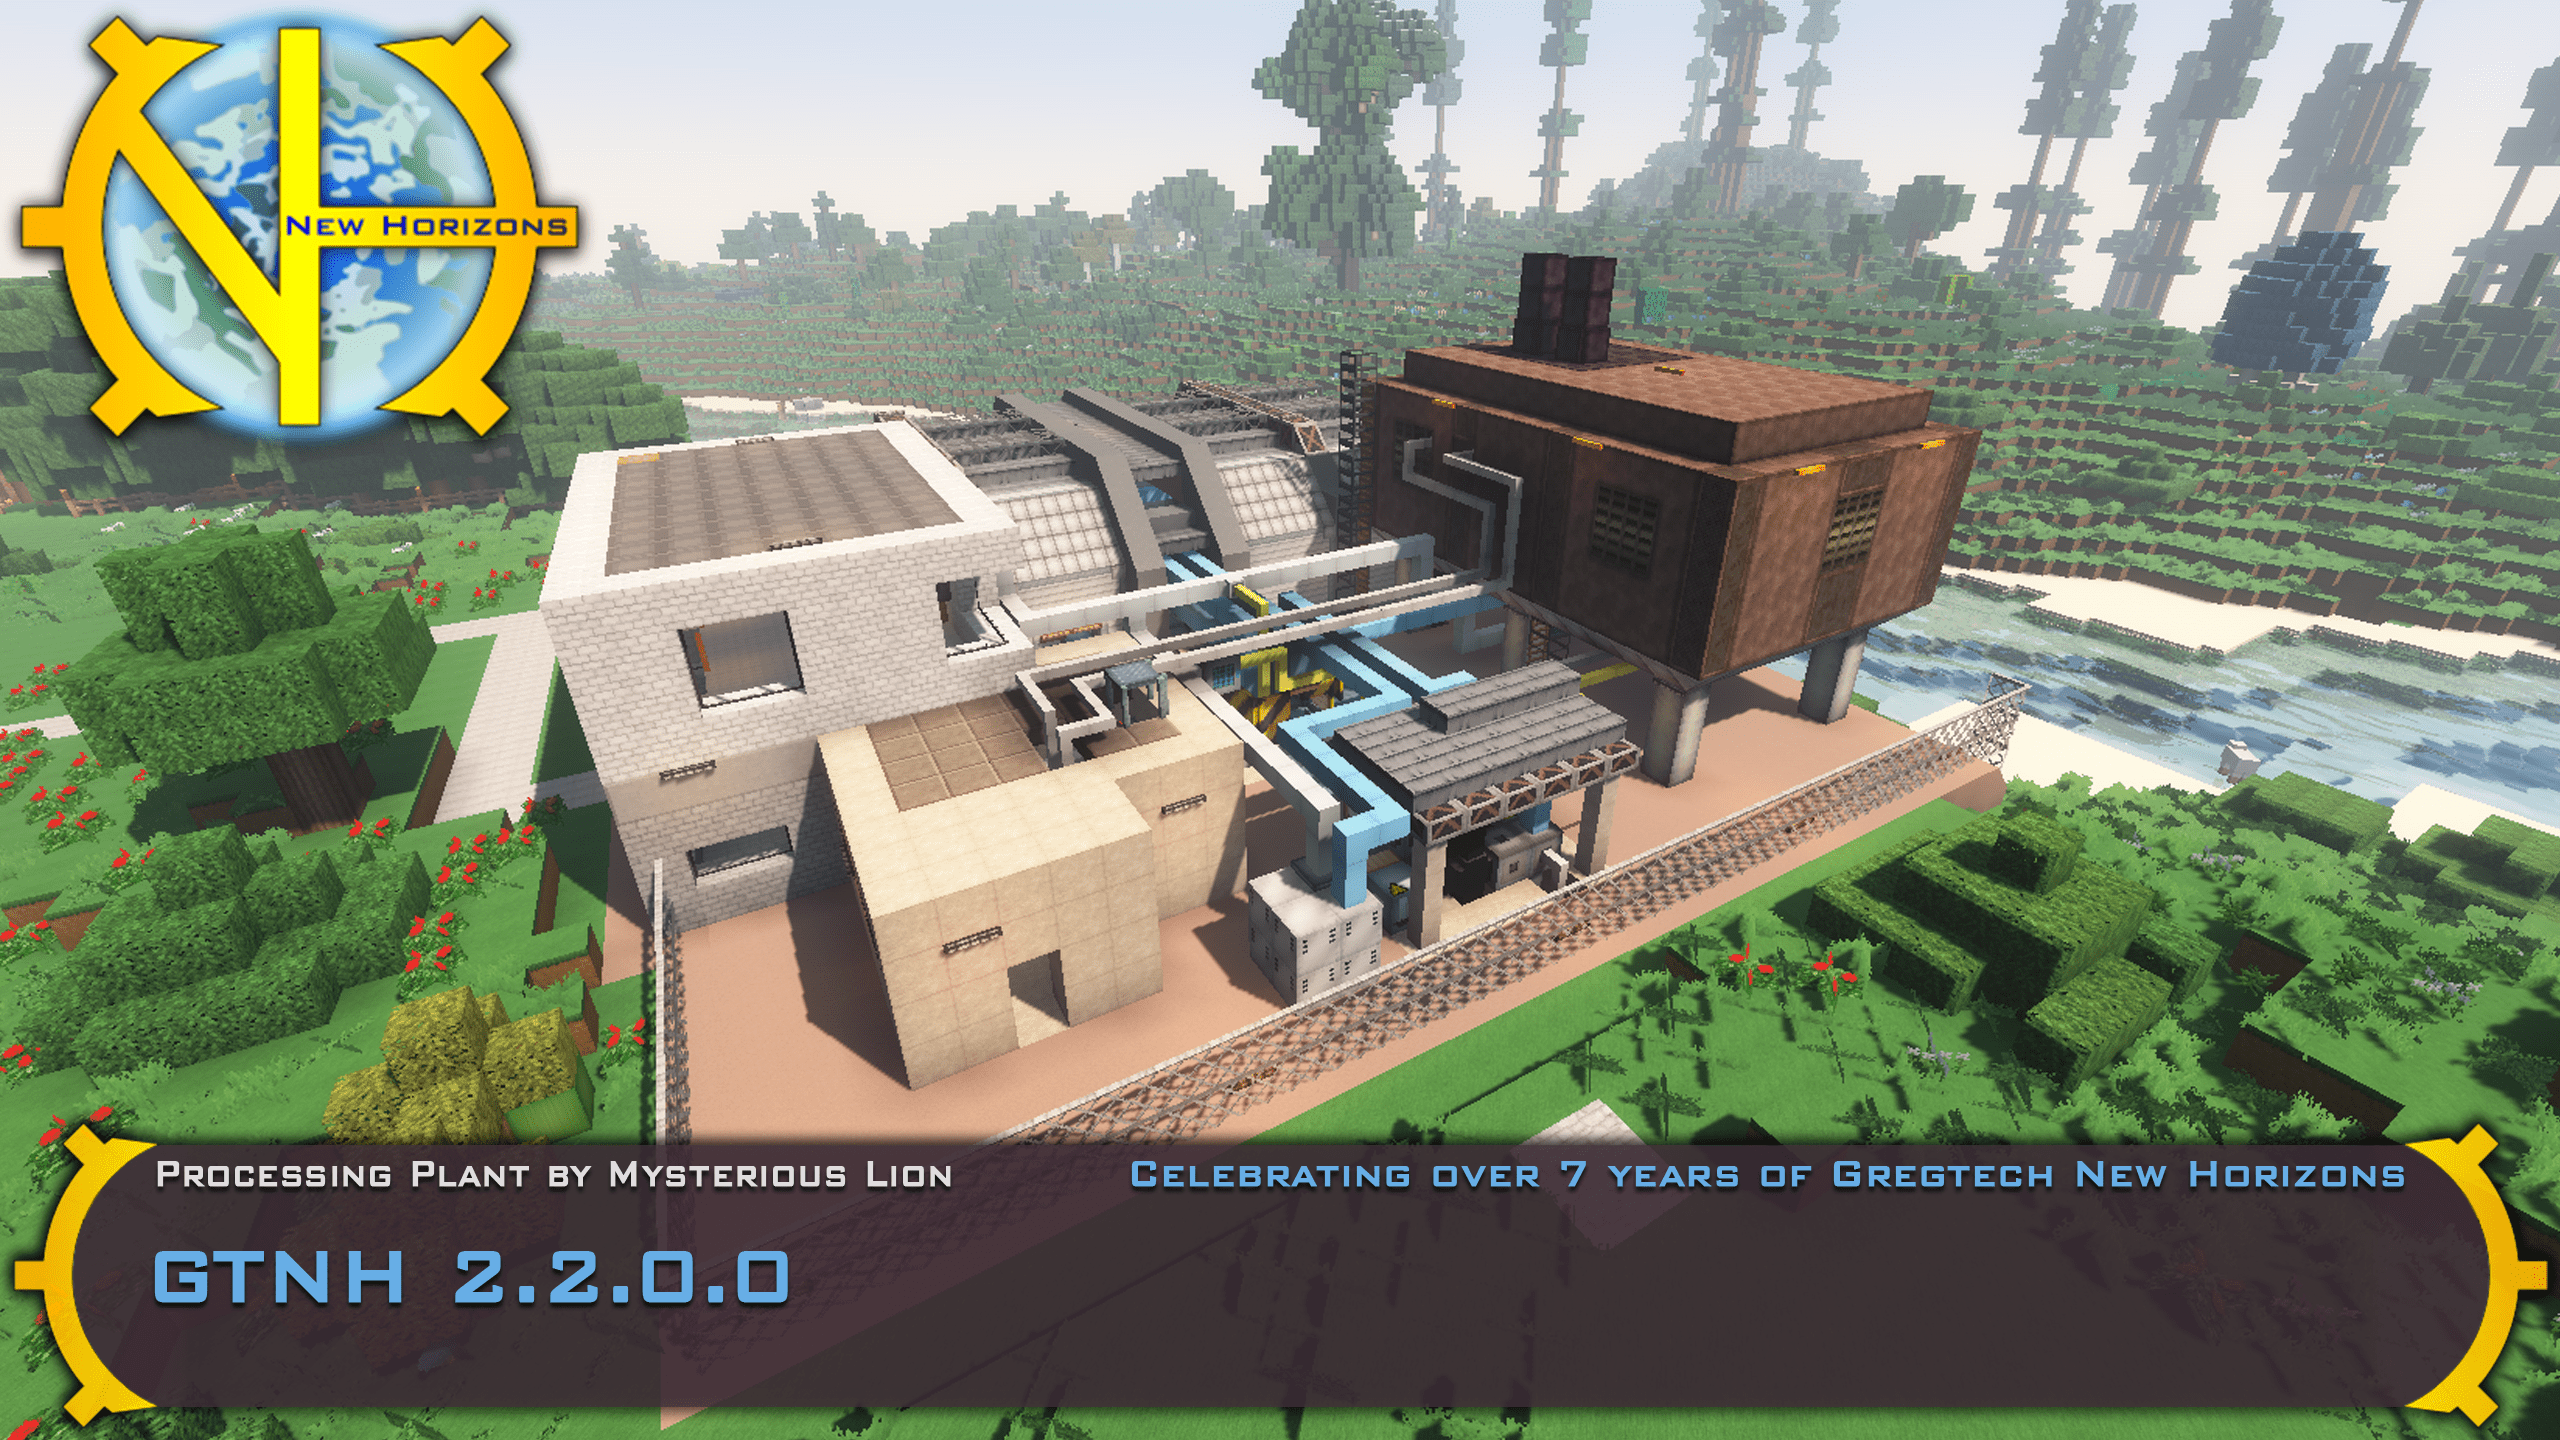 New Horizons
Processing Plant by Mysterious Lion
Celebrating over 7 years of Gregtech New Horizons
GTNH 2.2.0.0